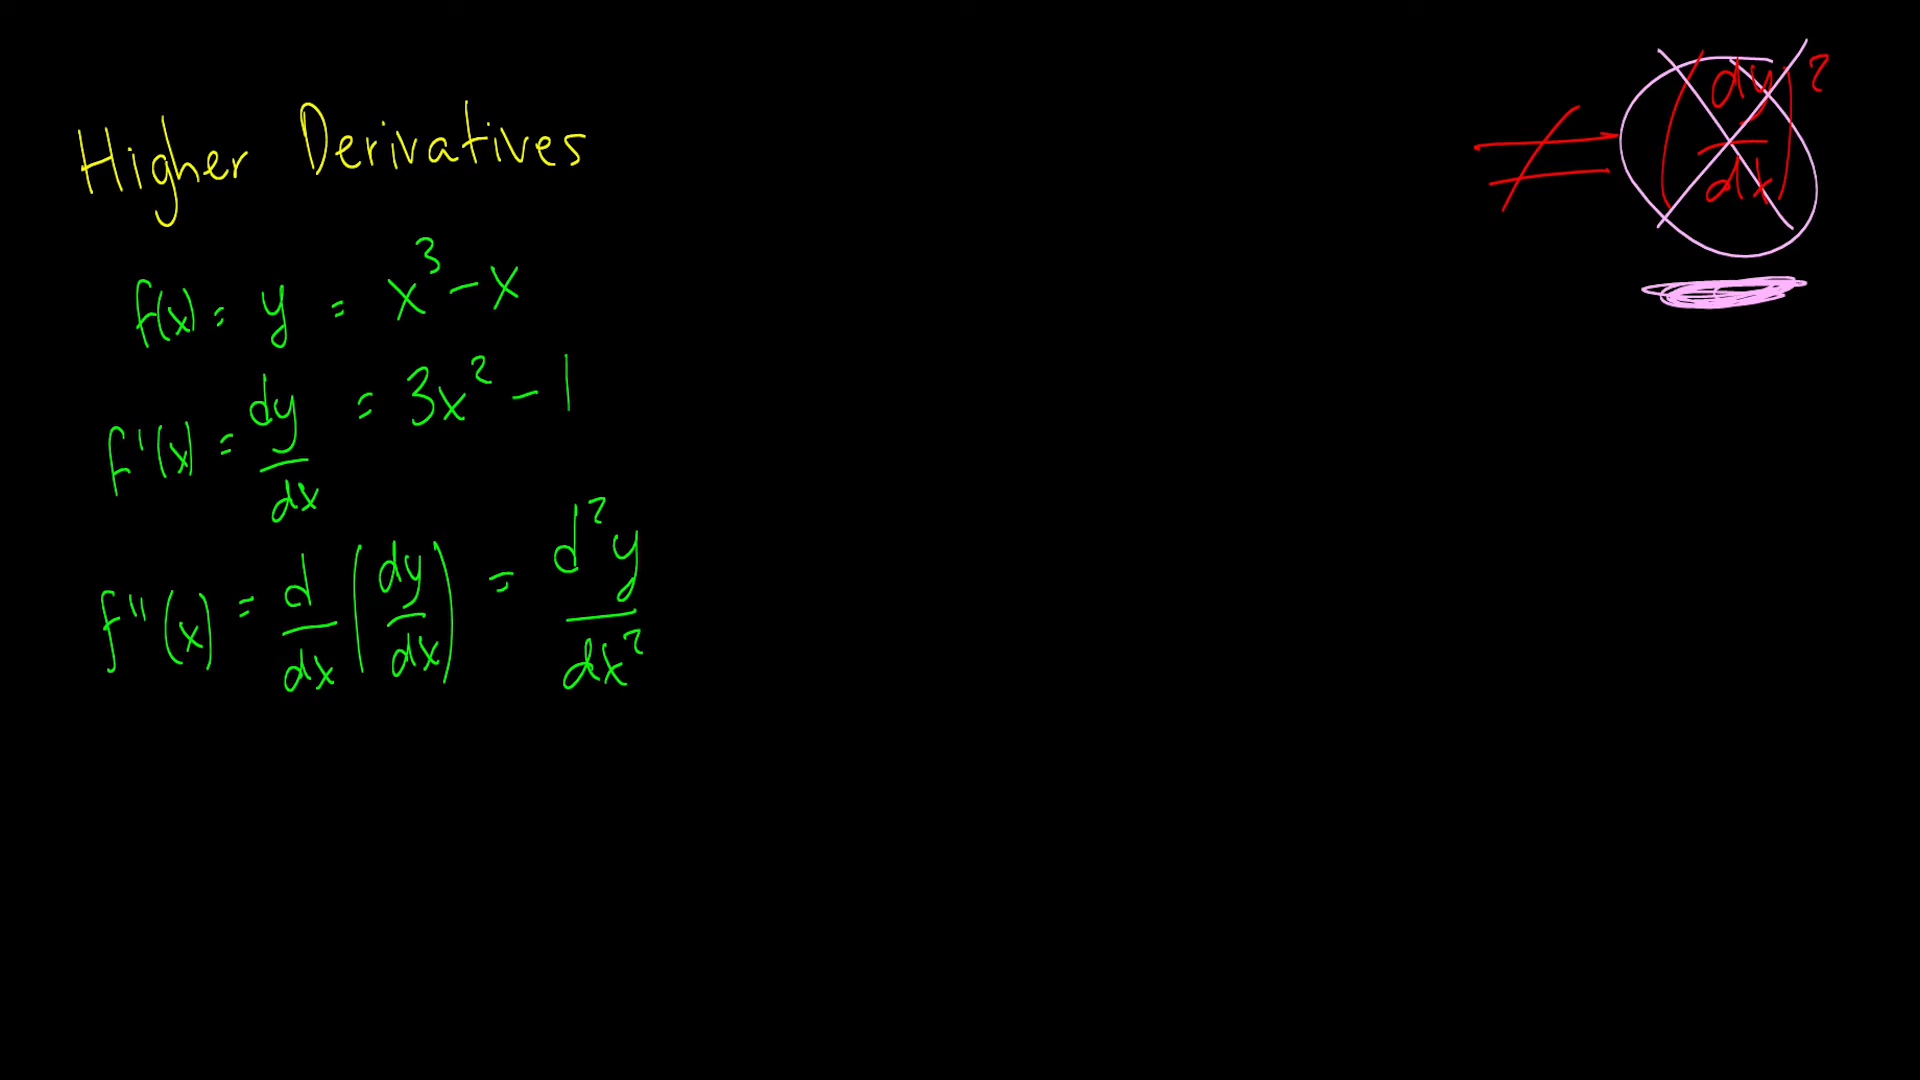 Higher Derivatives
≠ (dy/dx)²
f(x) = y = x³ - x
f'(x) = dy/dx = 3x² - 1
f''(x) = d/dx (dy/dx) = d²y/dx²